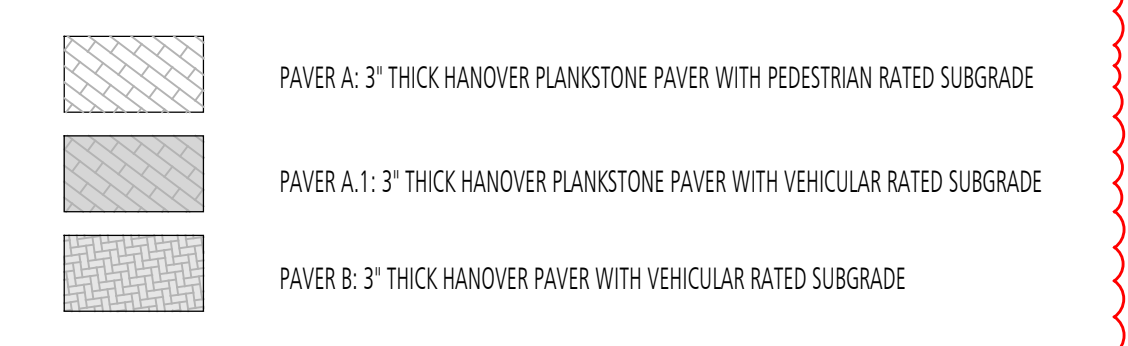 PAVER A: 3" THICK HANOVER PLANKSTONE PAVER WITH PEDESTRIAN RATED SUBGRADE
PAVER A.1: 3" THICK HANOVER PLANKSTONE PAVER WITH VEHICULAR RATED SUBGRADE
PAVER B: 3" THICK HANOVER PAVER WITH VEHICULAR RATED SUBGRADE